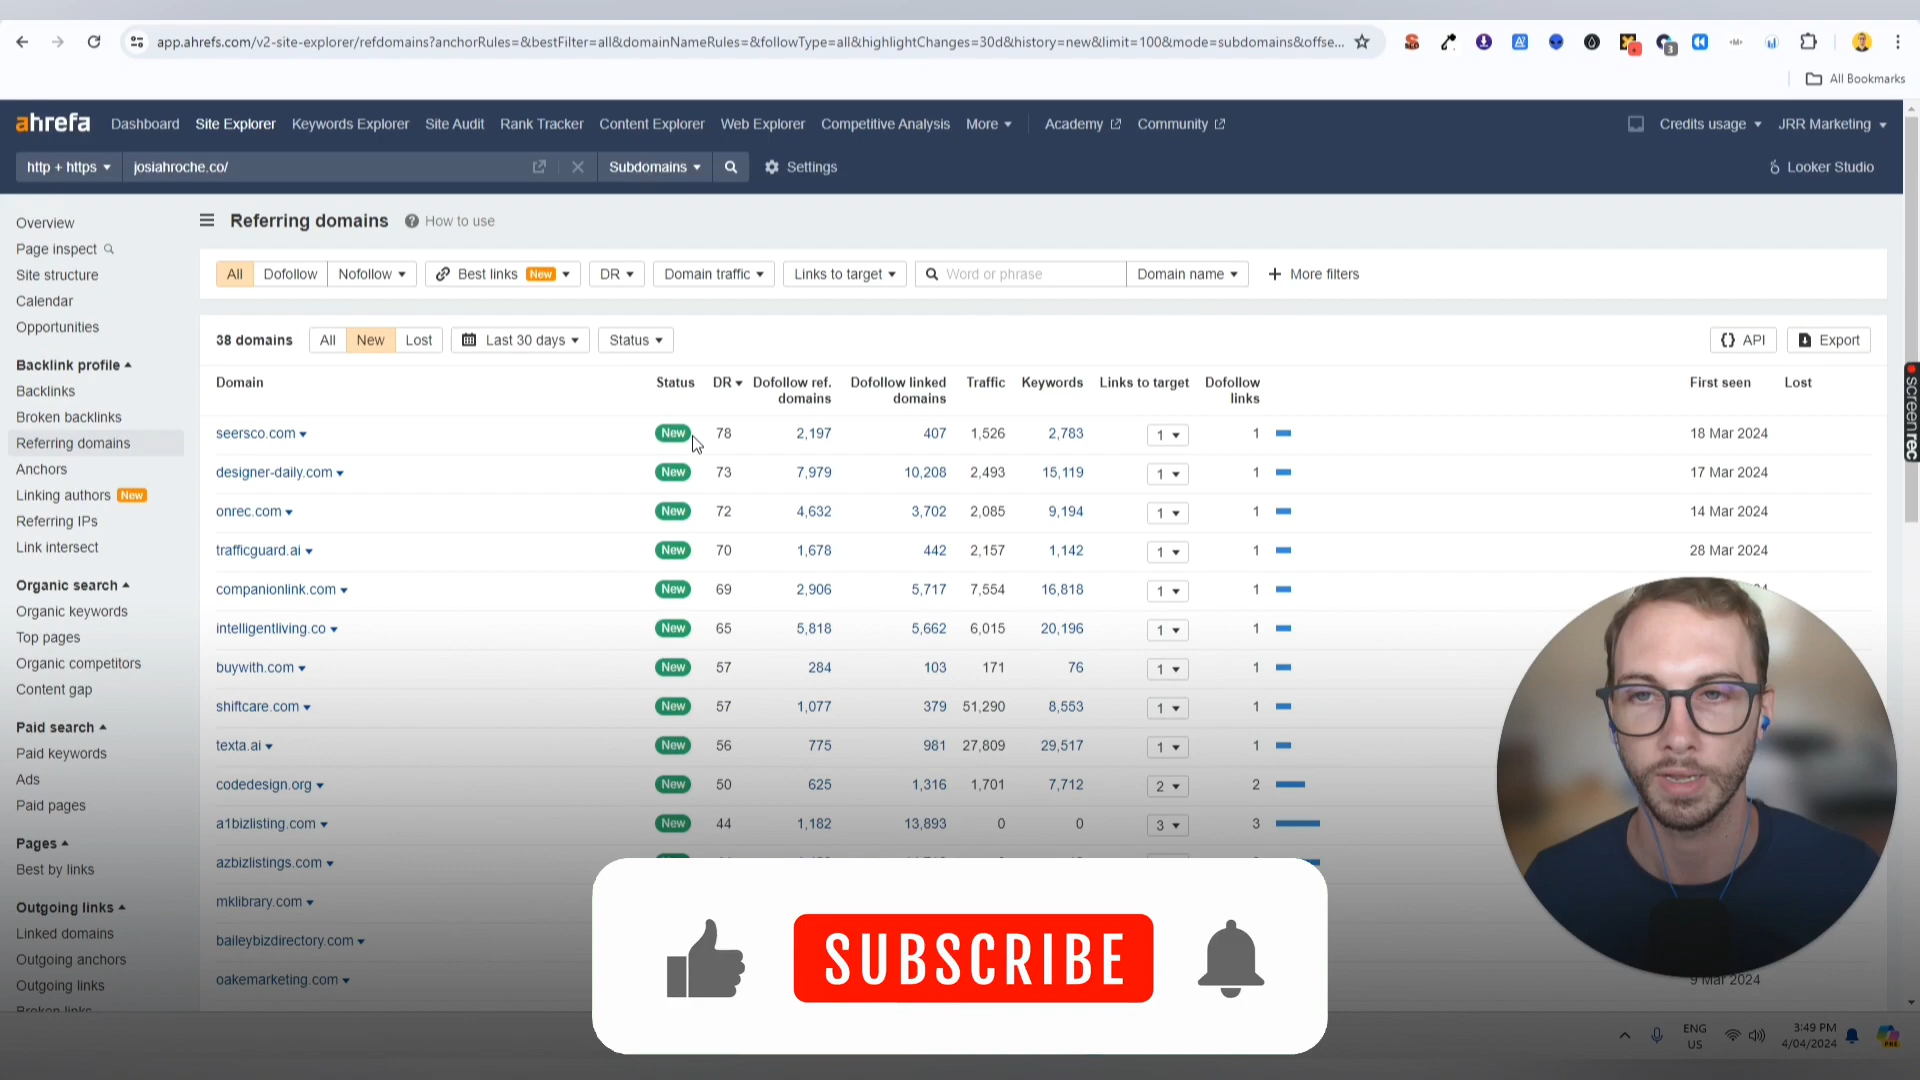 app.ahrefs.com/v2-site-explorer/refdomains?anchorRules=&bestFilter=all&domainNameRules=&followType=all&highlightChanges=30d&history=new&limit=100&mode=subdomains&offse...
3
All Bookmarks
ahrefs Dashboard Site Explorer Keywords Explorer Site Audit Rank Tracker Content Explorer Web Explorer Competitive Analysis More Academy Community Credits usage JRR Marketing
http + https josiahroche.co/ Subdomains Settings Looker Studio
Overview
Page inspect
Site structure
Calendar
Opportunities
Backlink profile
Backlinks
Broken backlinks
Referring domains
Anchors
Linking authors New
Referring IPs
Link intersect
Organic search
Organic keywords
Top pages
Organic competitors
Content gap
Paid search
Paid keywords
Ads
Paid pages
Pages
Best by links
Outgoing links
Linked domains
Outgoing anchors
Outgoing links
Broken links
Referring domains ? How to use
All Dofollow Nofollow Best links New DR Domain traffic Links to target Word or phrase Domain name + More filters
38 domains All New Lost Last 30 days Status API Export
Domain Status DR Dofollow ref. domains Dofollow linked domains Traffic Keywords Links to target Dofollow links First seen Lost
seersco.com New 78 2,197 407 1,526 2,783 1 1 18 Mar 2024
designer-daily.com New 73 7,979 10,208 2,493 15,119 1 1 17 Mar 2024
onrec.com New 72 4,632 3,702 2,085 9,194 1 1 14 Mar 2024
trafficguard.ai New 70 1,678 442 2,157 1,142 1 1 28 Mar 2024
companionlink.com New 69 2,906 5,717 7,554 16,818 1 1
intelligentliving.co New 65 5,818 5,662 6,015 20,196 1 1
buywith.com New 57 284 103 171 76 1 1
shiftcare.com New 57 1,077 379 51,290 8,553 1 1
texta.ai New 56 775 981 27,809 29,517 1 1
codedesign.org New 50 625 1,316 1,701 7,712 2 2
a1bizlisting.com New 44 1,182 13,893 0 0 3 3
azbizlistings.com
mklibrary.com
baileybizdirectory.com
oakemarketing.com 9 Mar 2024
SUBSCRIBE
screenrec
ENG
US
3:49 PM
4/04/2024
PRE